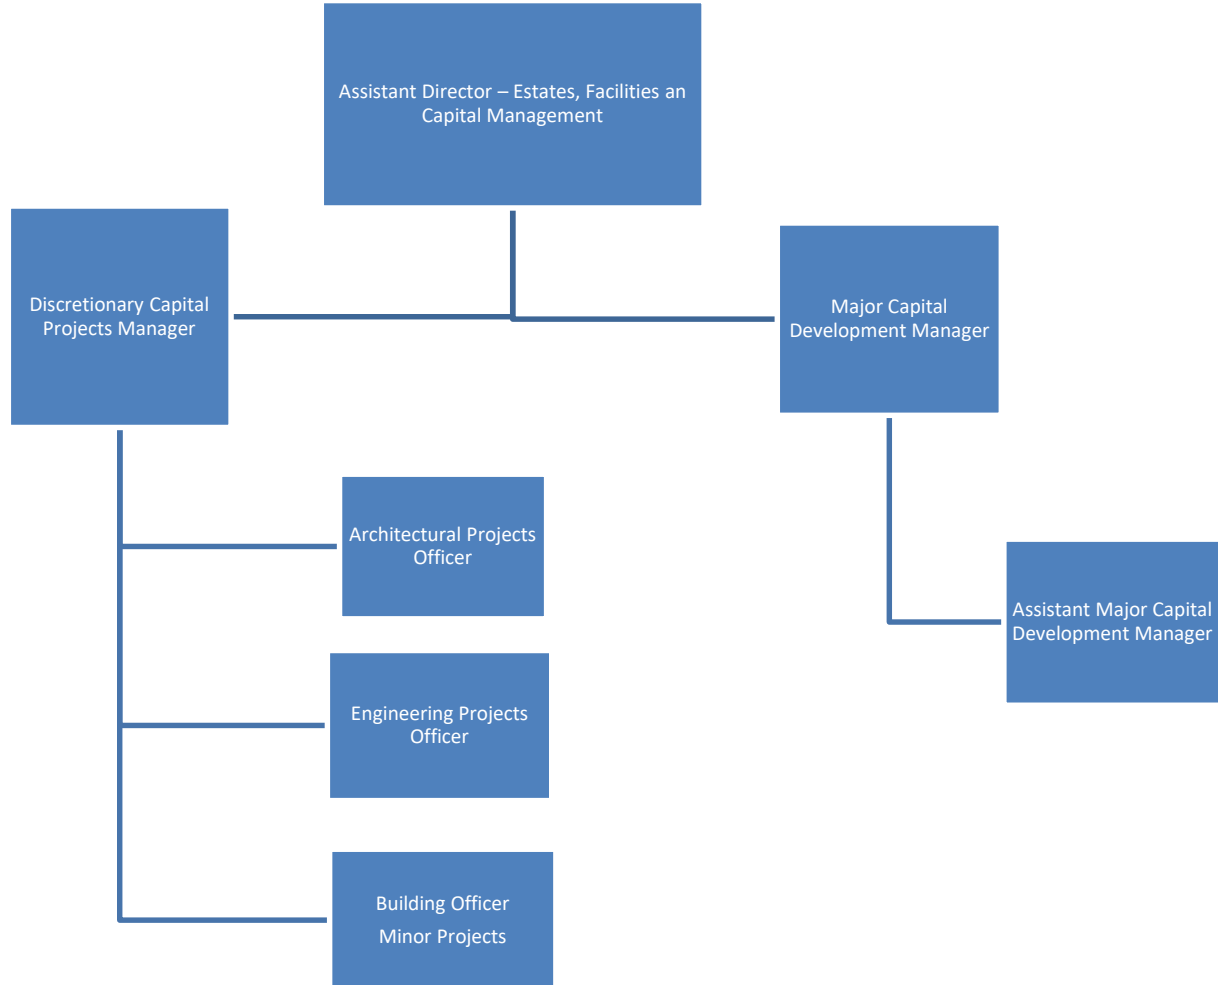 Assistant Director – Estates, Facilities an
Capital Management
Discretionary Capital
Projects Manager
Major Capital
Development Manager
Architectural Projects
Officer
Assistant Major Capital
Development Manager
Engineering Projects
Officer
Building Officer
Minor Projects